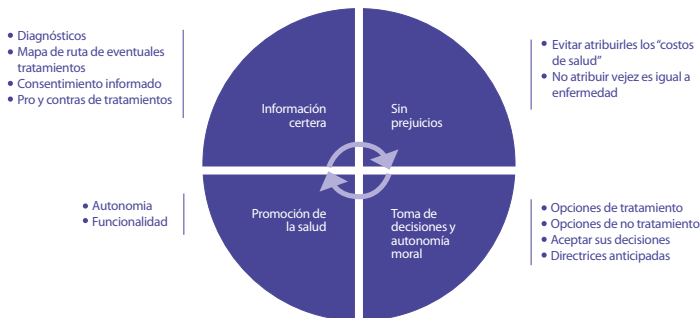 • Diagnósticos
• Mapa de ruta de eventuales
tratamientos
• Consentimiento informado
• Pro y contras de tratamientos
Información
certera
Sin
prejuicios
• Evitar atribuirles los “costos
de salud”
• No atribuir vejez es igual a
enfermedad
• Autonomia
• Funcionalidad
Promoción de
la salud
Toma de
decisiones y
autonomía
moral
• Opciones de tratamiento
• Opciones de no tratamiento
• Aceptar sus decisiones
• Directrices anticipadas